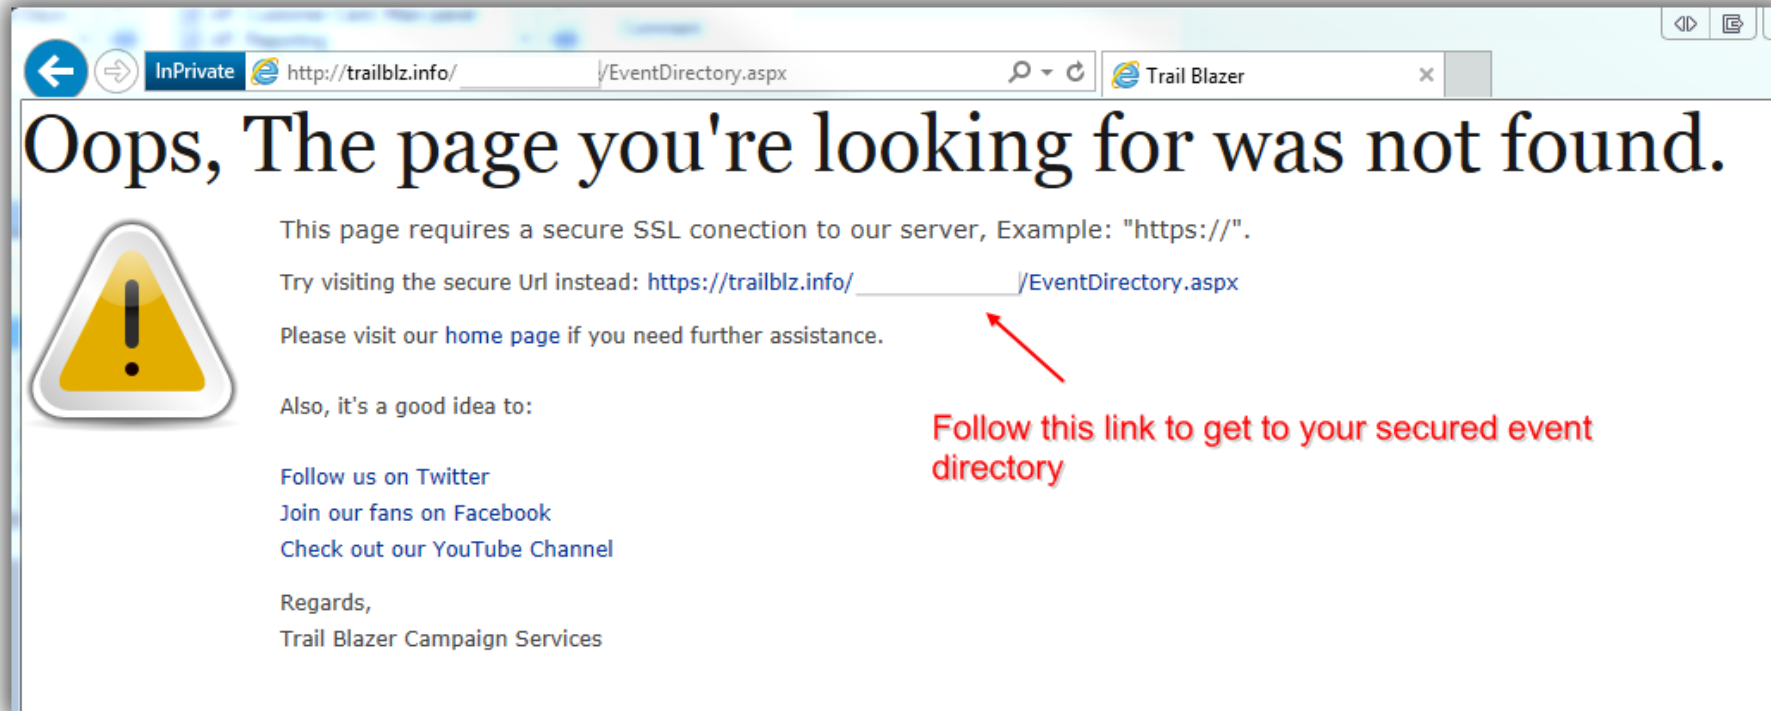 InPrivate http://trailblz.info/ /EventDirectory.aspx Trail Blazer
Oops, The page you're looking for was not found.
This page requires a secure SSL conection to our server, Example: "https://".
Try visiting the secure Url instead: https://trailblz.info/ /EventDirectory.aspx
Please visit our home page if you need further assistance.
Also, it's a good idea to:
Follow this link to get to your secured event
directory
Follow us on Twitter
Join our fans on Facebook
Check out our YouTube Channel
Regards,
Trail Blazer Campaign Services